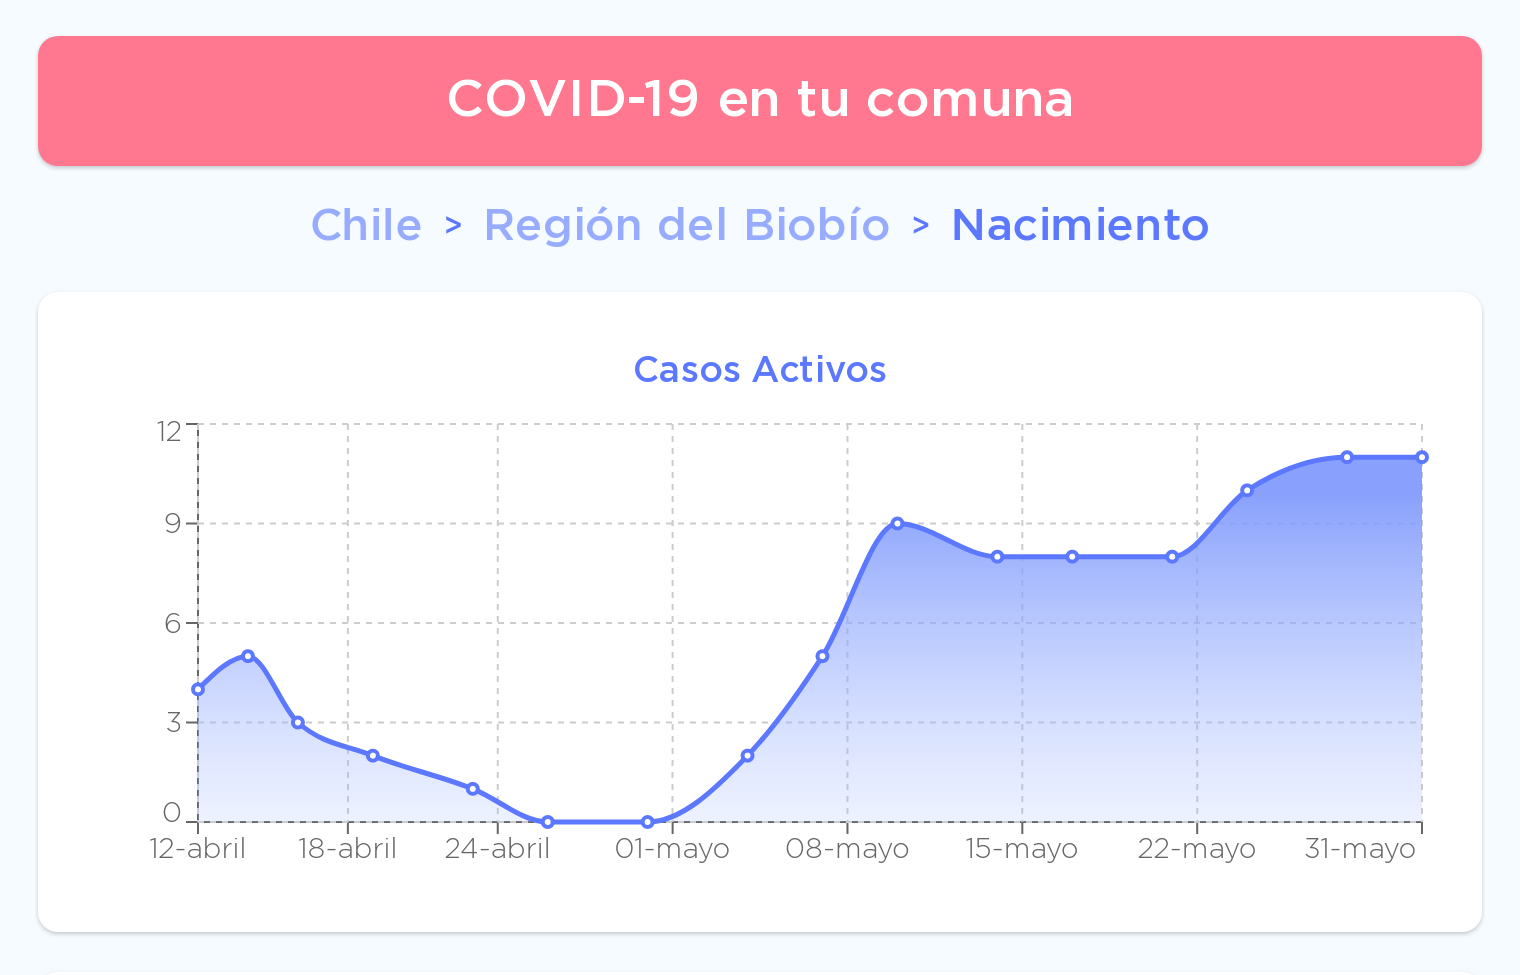 COVID-19 en tu comuna
Chile > Región del Biobío > Nacimiento
Casos Activos
12
9
6
3
0
12-abril 18-abril 24-abril 01-mayo 08-mayo 15-mayo 22-mayo 31-mayo